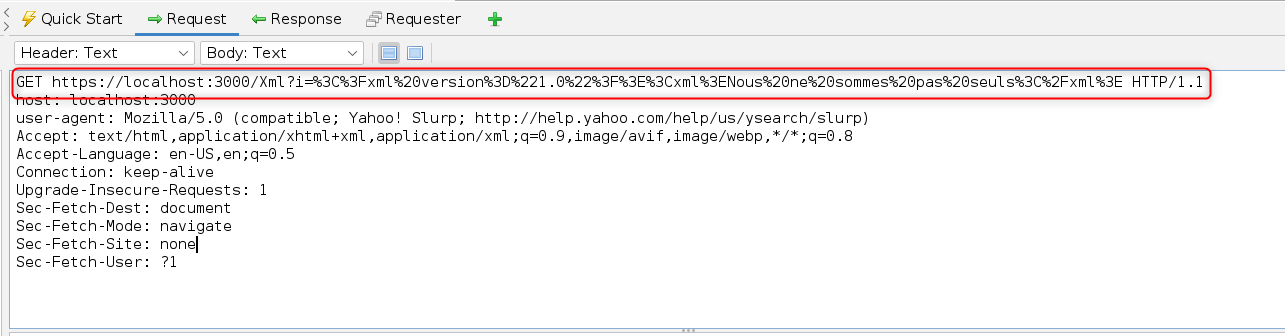 Quick Start Request Response Requester
Header: Text Body: Text
GET https://localhost:3000/Xml?i=%3C%3Fxml%20version%3D%221.0%22%3F%3E%3Cxml%3ENous%20ne%20sommes%20pas%20seuls%3C%2Fxml%3E HTTP/1.1
host: localhost:3000
user-agent: Mozilla/5.0 (compatible; Yahoo! Slurp; http://help.yahoo.com/help/us/ysearch/slurp)
Accept: text/html,application/xhtml+xml,application/xml;q=0.9,image/avif,image/webp,*/*;q=0.8
Accept-Language: en-US,en;q=0.5
Connection: keep-alive
Upgrade-Insecure-Requests: 1
Sec-Fetch-Dest: document
Sec-Fetch-Mode: navigate
Sec-Fetch-Site: none
Sec-Fetch-User: ?1